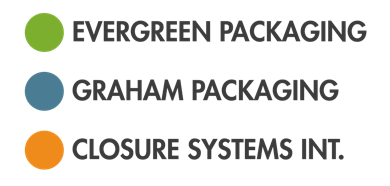 EVERGREEN PACKAGING
GRAHAM PACKAGING
CLOSURE SYSTEMS INT.